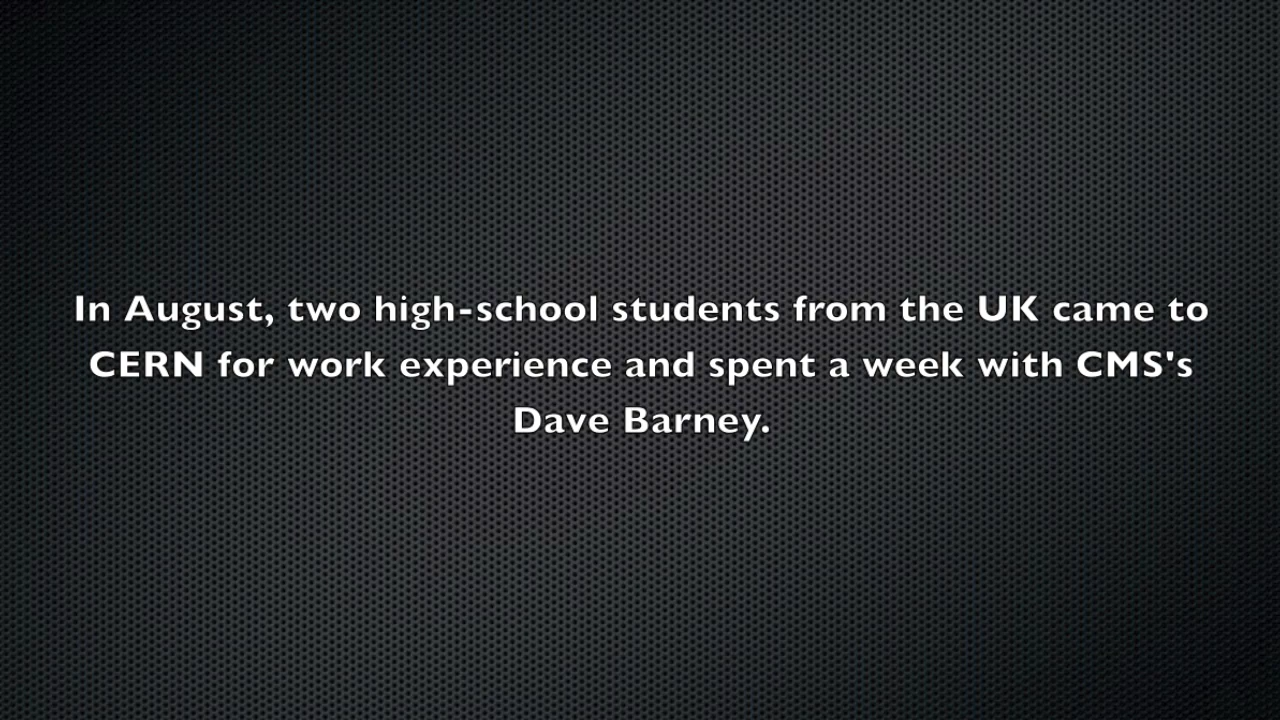 In August, two high-school students from the UK came to
CERN for work experience and spent a week with CMS's
Dave Barney.